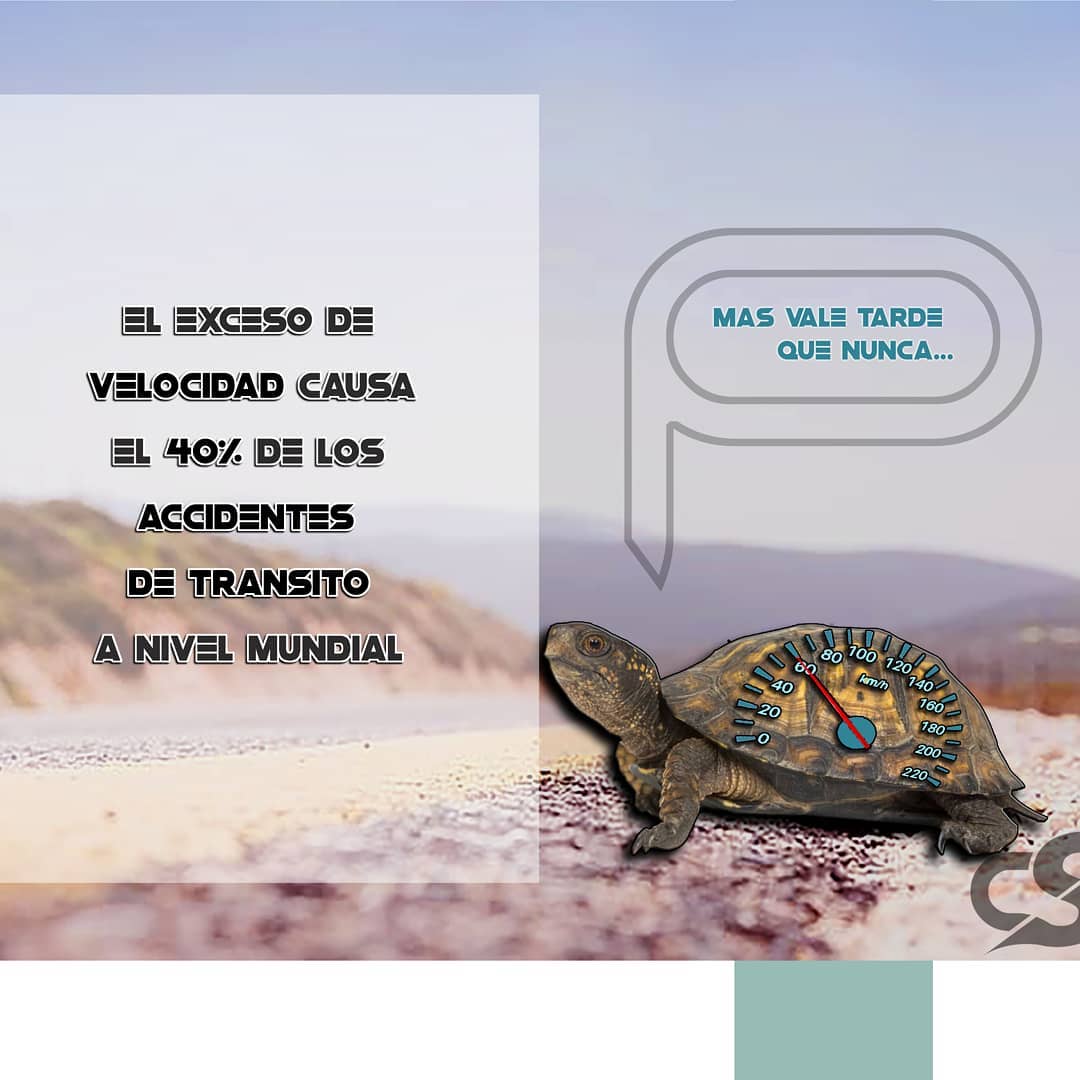 EL EXCESO DE
VELOCIDAD CAUSA
EL 40% DE LOS
ACCIDENTES
DE TRANSITO
A NIVEL MUNDIAL
MAS VALE TARDE
QUE NUNCA...
0
20
40
60
80
100
120
140
160
180
200
220
km/h
CS